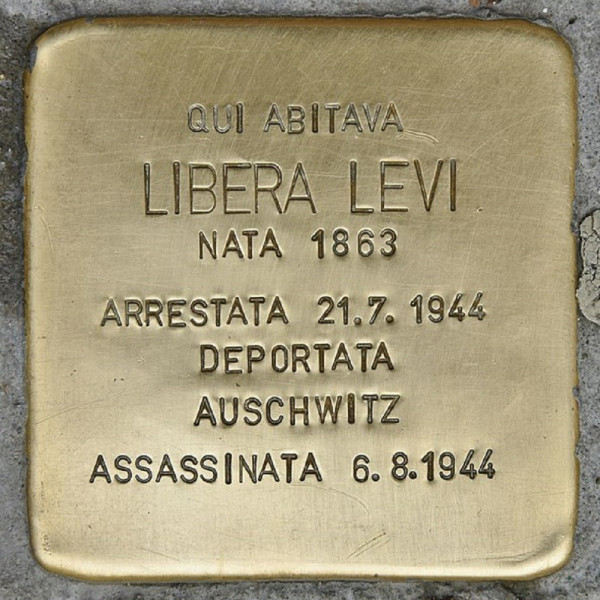 QUI ABITAVA
LIBERA LEVI
NATA 1863
ARRESTATA 21.7.1944
DEPORTATA
AUSCHWITZ
ASSASSINATA 6.8.1944